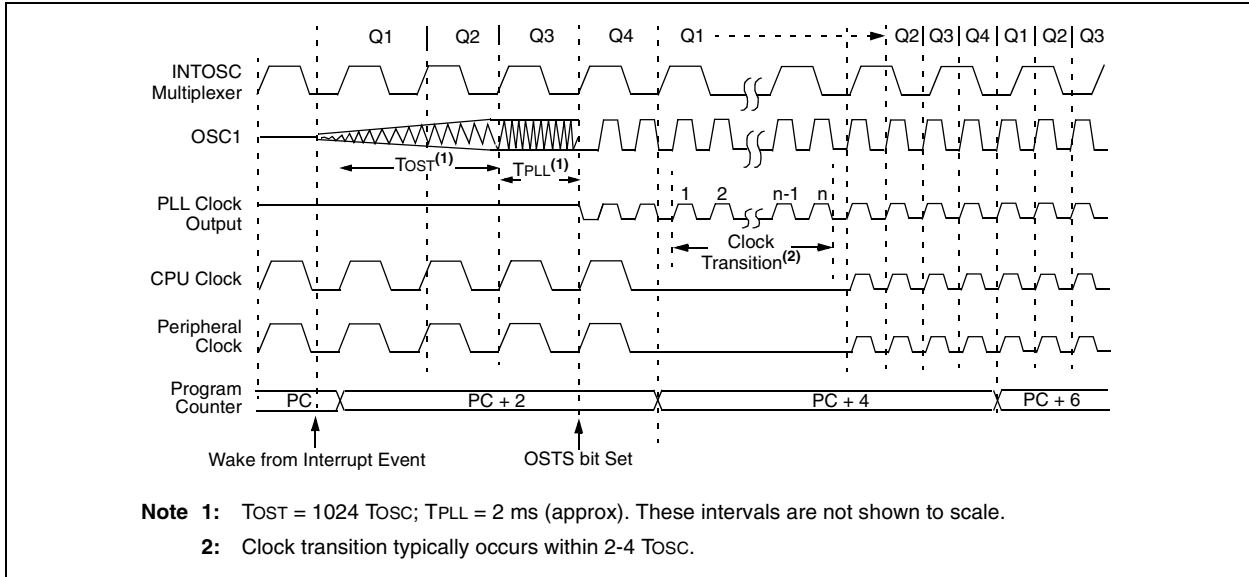 Q1 Q2 Q3 Q4 Q1 Q2 Q3 Q4 Q1 Q2 Q3
INTOSC
Multiplexer
OSC1
TOST(1) TPLL(1)
1 2 n-1 n
PLL Clock
Output
Clock
Transition(2)
CPU Clock
Peripheral
Clock
Program
Counter
PC PC + 2 PC + 4 PC + 6
Wake from Interrupt Event OSTS bit Set
Note 1: TOST = 1024 TOSC; TPLL = 2 ms (approx). These intervals are not shown to scale.
2: Clock transition typically occurs within 2-4 TOSC.